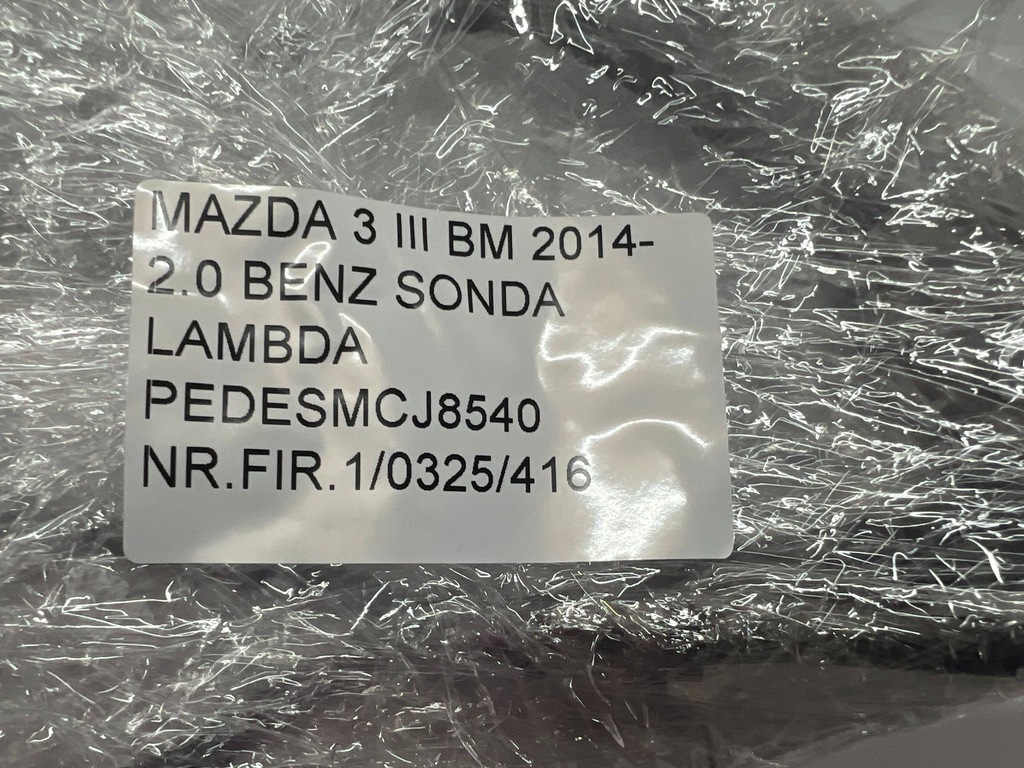 MAZDA 3 III BM 2014-
2.0 BENZ SONDA
LAMBDA
PEDESMCJ8540
NR.FIR.1/0325/416